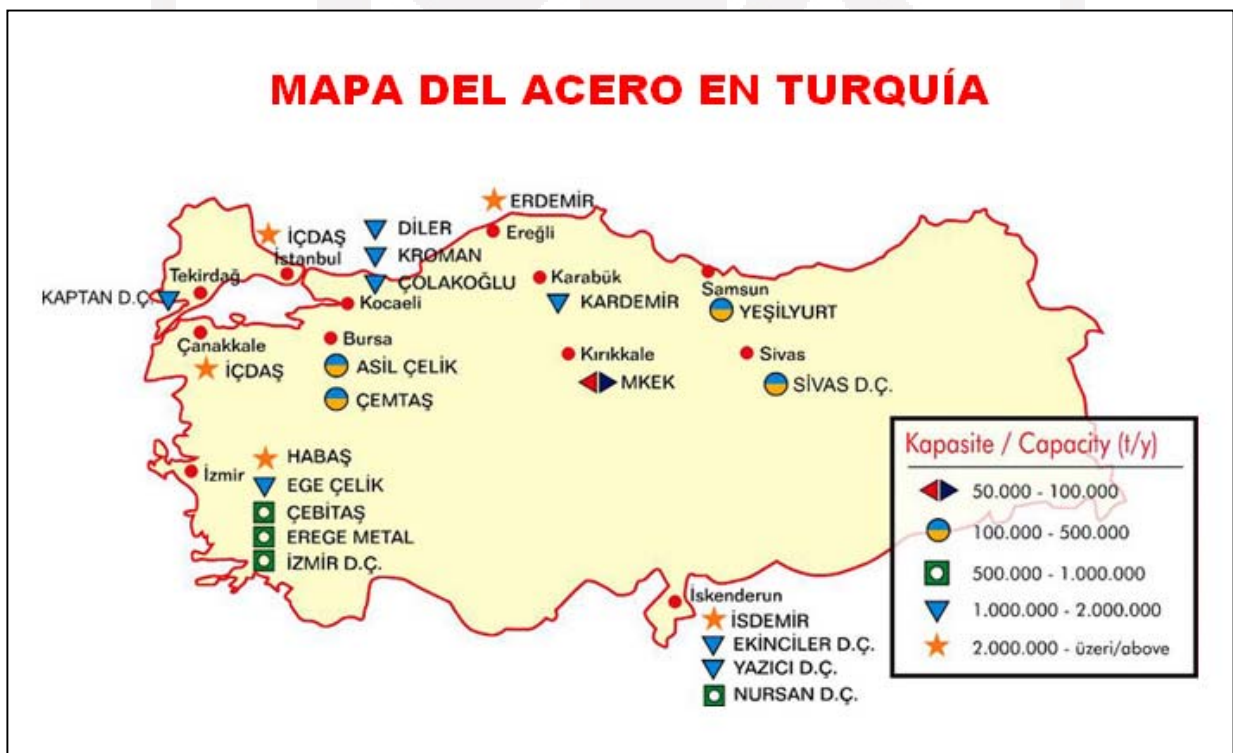 MAPA DEL ACERO EN TURQUÍA
ERDEMİR
Ereğli
İÇDAŞ
İstanbul
DİLER
KROMAN
ÇOLAKOĞLU
Kocaeli
Tekirdağ
KAPTAN D.Ç.
Karabük
KARDEMİR
Samsun
YEŞİLYURT
Çanakkale
İÇDAŞ
Bursa
ASİL ÇELİK
ÇEMTAŞ
Kırıkkale
MKEK
Sivas
SİVAS D.Ç.
İzmir
HABAŞ
EGE ÇELİK
ÇEBİTAŞ
EREGE METAL
İZMİR D.Ç.
İskenderun
İSDEMİR
EKİNCİLER D.Ç.
YAZICI D.Ç.
NURSAN D.Ç.
Kapasite / Capacity (t/y)
50.000 - 100.000
100.000 - 500.000
500.000 - 1.000.000
1.000.000 - 2.000.000
2.000.000 - üzeri/above